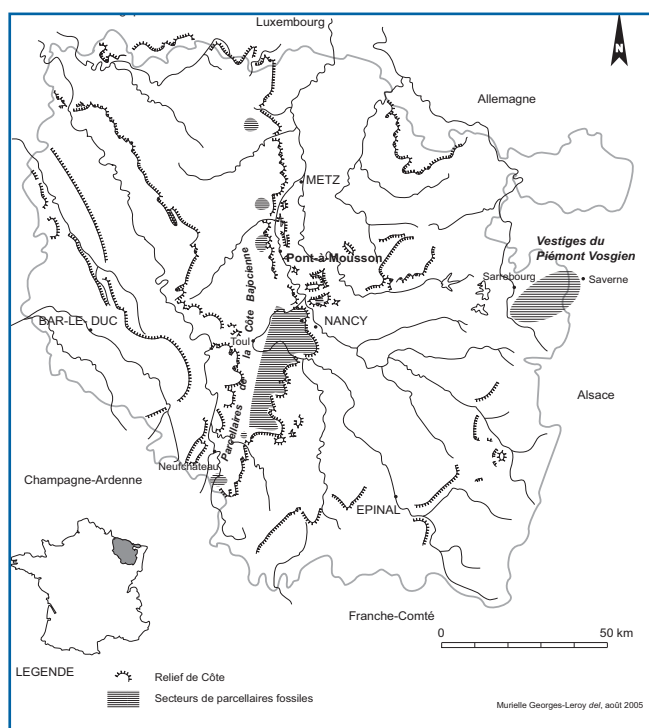 Luxembourg
N
Allemagne
METZ
Pont-à-Mousson
Vestiges du
Piémont Vosgien
Sarrebourg
Saverne
BAR-LE- DUC
NANCY
Toul
Parcellaires de la Côte Bajocienne
Alsace
Neufchâteau
Champagne-Ardenne
EPINAL
Franche-Comté
0 50 km
LEGENDE
Relief de Côte
Secteurs de parcellaires fossiles
Murielle Georges-Leroy del, août 2005